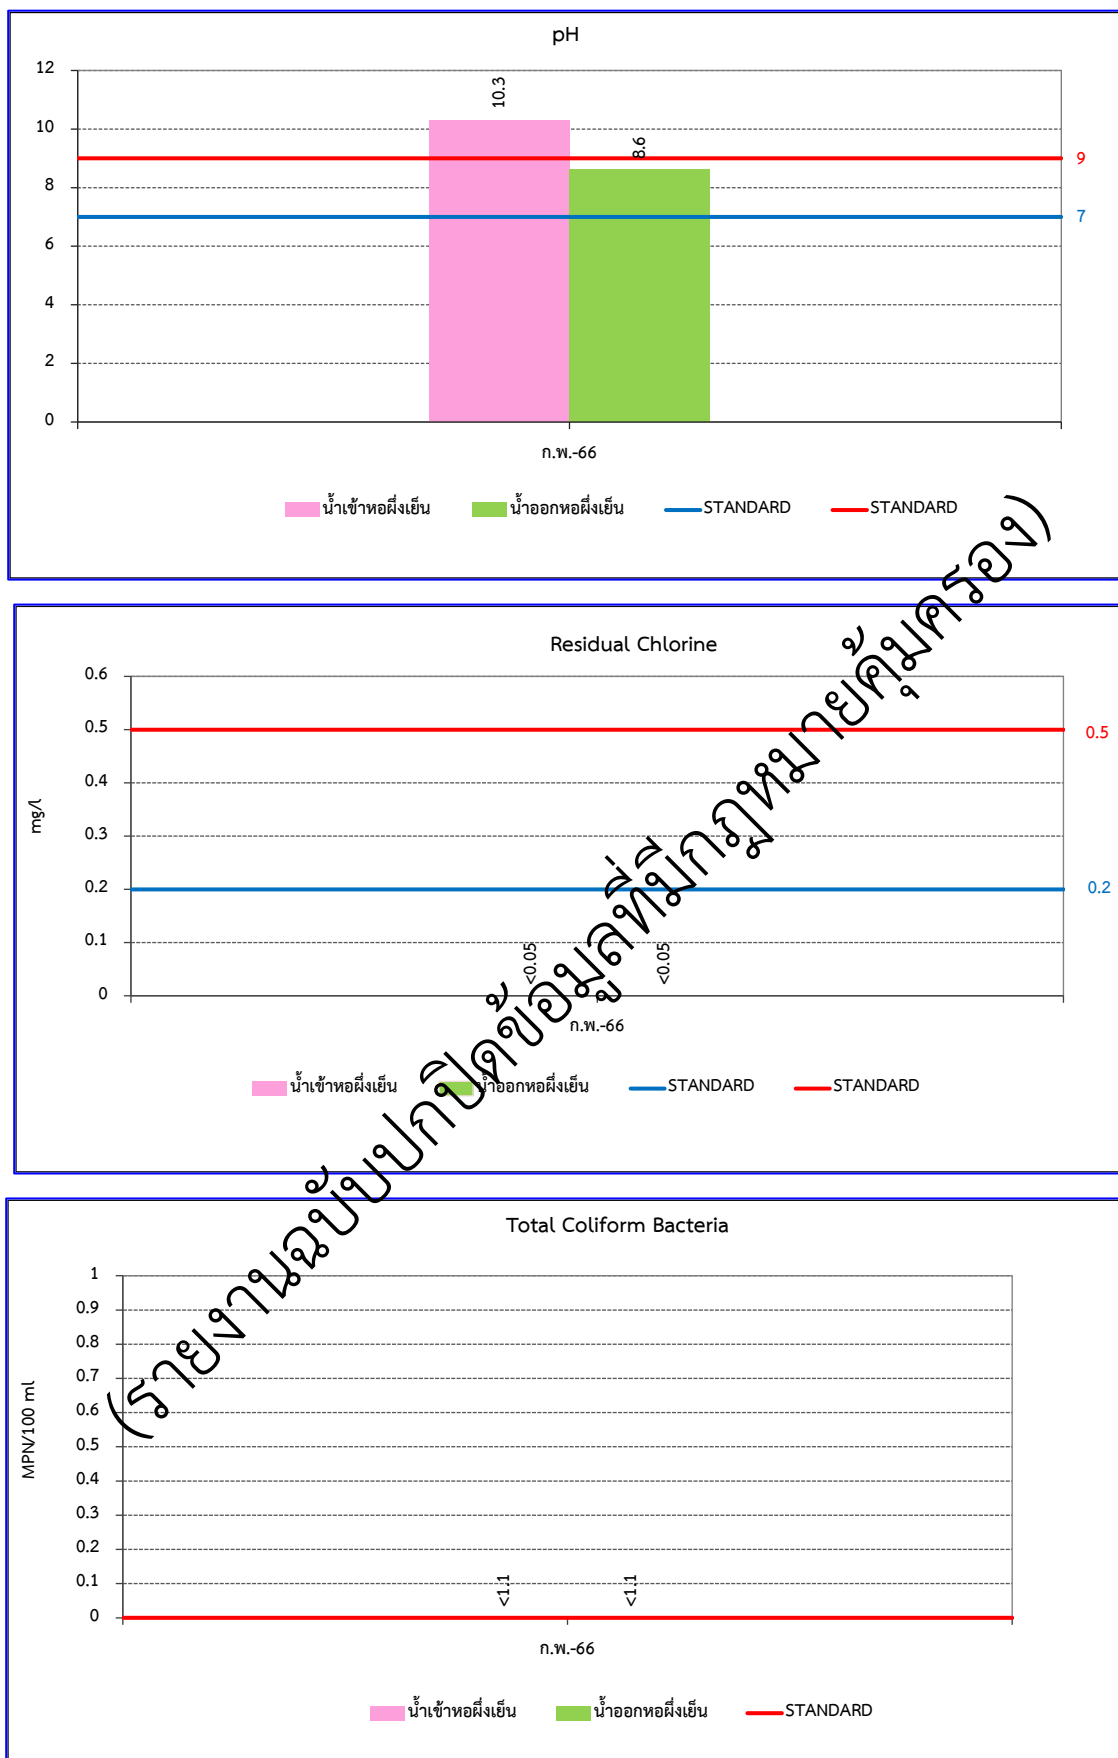 pH
12
10
8
6
4
2
0
10.3
8.6
9
7
ก.พ.-66
น้ำเข้าหอผึ่งเย็น น้ำออกหอผึ่งเย็น STANDARD STANDARD
Residual Chlorine
mg/l
0.6
0.5
0.4
0.3
0.2
0.1
0
<0.05
<0.05
0.5
0.2
ก.พ.-66
น้ำเข้าหอผึ่งเย็น น้ำออกหอผึ่งเย็น STANDARD STANDARD
Total Coliform Bacteria
MPN/100 ml
1
0.9
0.8
0.7
0.6
0.5
0.4
0.3
0.2
0.1
0
<1.1
<1.1
ก.พ.-66
น้ำเข้าหอผึ่งเย็น น้ำออกหอผึ่งเย็น STANDARD
(รายงานฉบับปกปิดข้อมูลที่มีกฎหมายคุ้มครอง)